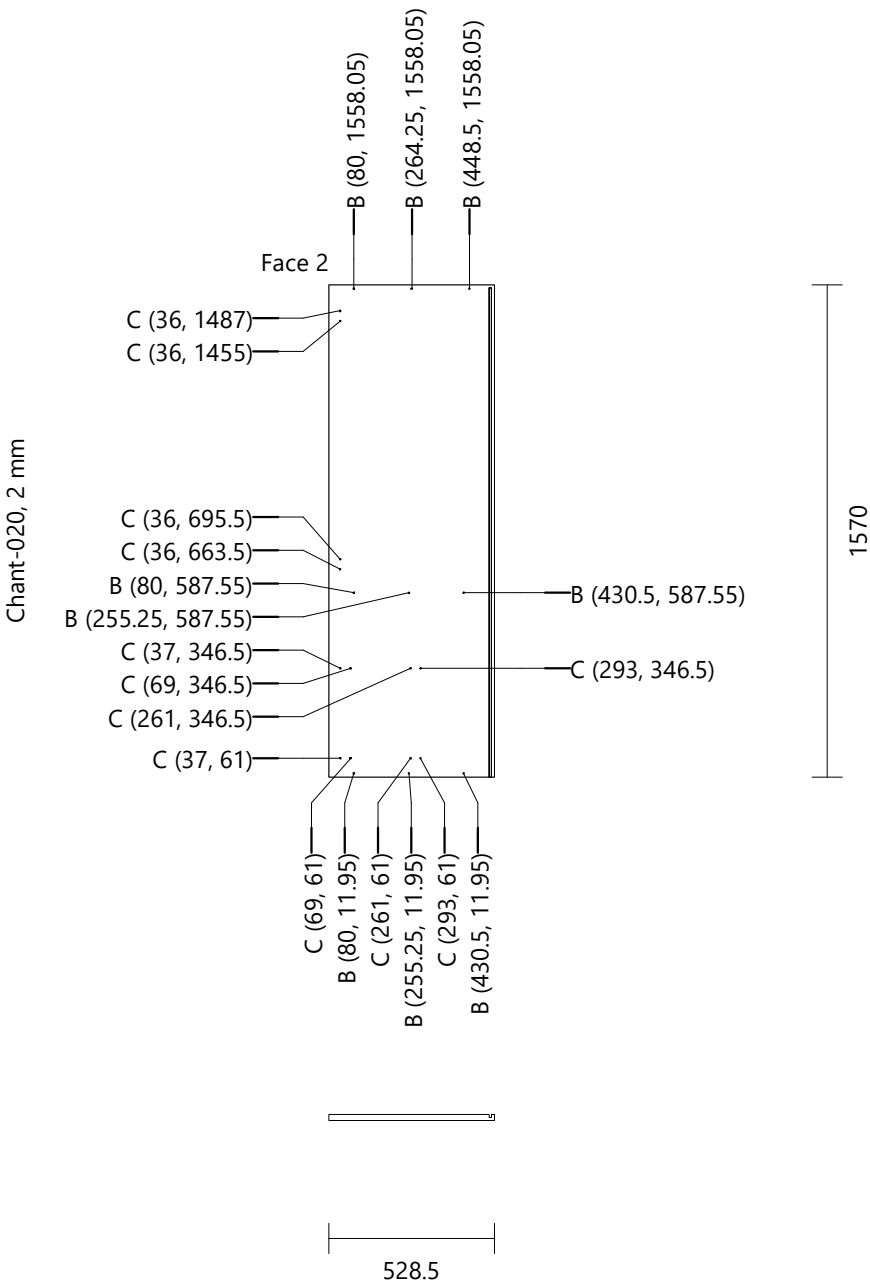 B (80, 1558.05)
B (264.25, 1558.05)
B (448.5, 1558.05)
Face 2
C (36, 1487)
C (36, 1455)
Chant-020, 2 mm
1570
C (36, 695.5)
C (36, 663.5)
B (80, 587.55)
B (430.5, 587.55)
B (255.25, 587.55)
C (37, 346.5)
C (293, 346.5)
C (69, 346.5)
C (261, 346.5)
C (37, 61)
C (69, 61)
B (80, 11.95)
C (261, 61)
B (255.25, 11.95)
C (293, 61)
B (430.5, 11.95)
528.5